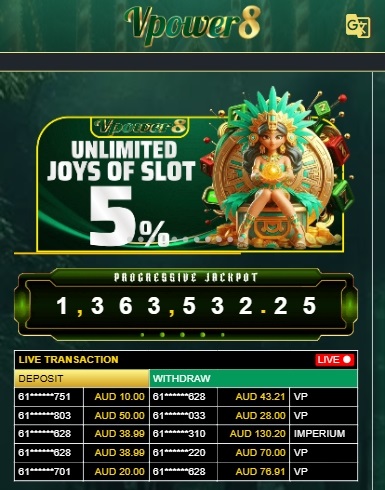 Vpower8
Vpower8
UNLIMITED
JOYS OF SLOT
5%
PROGRESSIVE JACKPOT
1,363,532.25
LIVE TRANSACTION LIVE
DEPOSIT WITHDRAW
61******751 AUD 10.00 61******628 AUD 43.21 VP
61******803 AUD 50.00 61******033 AUD 28.00 VP
61******628 AUD 38.99 61******310 AUD 130.20 IMPERIUM
61******628 AUD 38.99 61******220 AUD 70.00 VP
61******701 AUD 20.00 61******628 AUD 76.91 VP